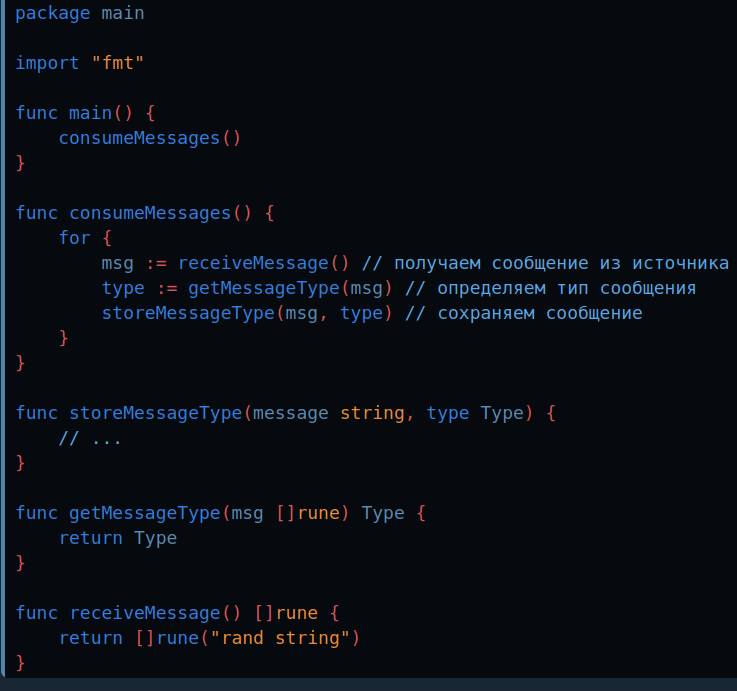 package main
import "fmt"
func main() {
    consumeMessages()
}
func consumeMessages() {
    for {
        msg := receiveMessage() // получаем сообщение из источника
        type := getMessageType(msg) // определяем тип сообщения
        storeMessageType(msg, type) // сохраняем сообщение
    }
}
func storeMessageType(message string, type Type) {
    // ...
}
func getMessageType(msg []rune) Type {
    return Type
}
func receiveMessage() []rune {
    return []rune("rand string")
}